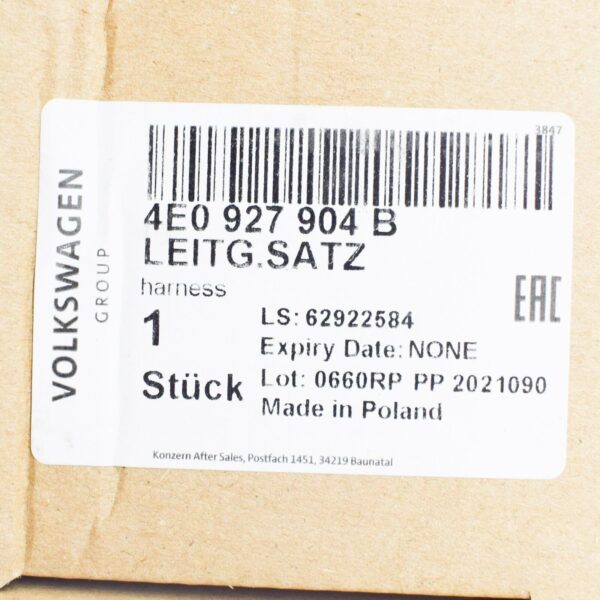 VOLKSWAGEN
GROUP
3847
4E0 927 904 B
LEITG.SATZ
harness
1
Stück
LS: 62922584
Expiry Date: NONE
Lot: 0660RP PP 2021090
Made in Poland
EAC
Konzern After Sales, Postfach 1451, 34219 Baunatal